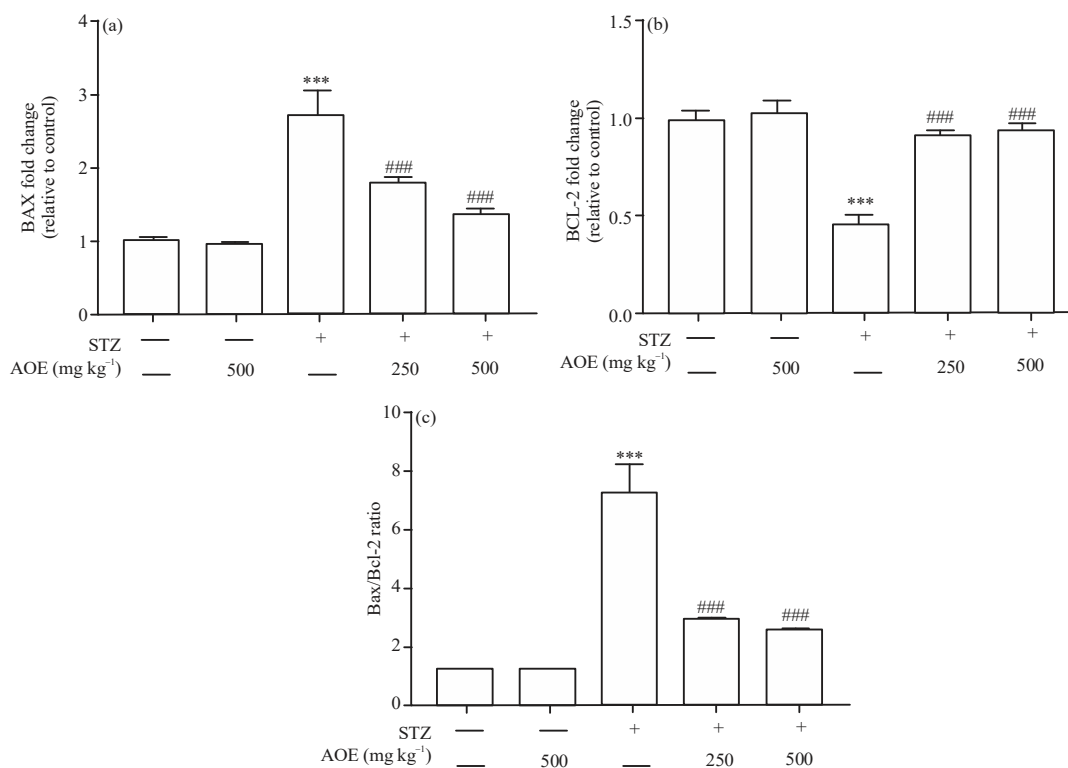 (a)
BAX fold change
(relative to control)
4
3
2
1
0
***
###
###
STZ — — + + +
AOE (mg kg⁻¹) — 500 — 250 500
(b)
BCL-2 fold change
(relative to control)
1.5
1.0
0.5
0.0
***
###
###
STZ — — + + +
AOE (mg kg⁻¹) — 500 — 250 500
(c)
Bax/Bcl-2 ratio
10
8
6
4
2
0
***
###
###
STZ — — + + +
AOE (mg kg⁻¹) — 500 — 250 500